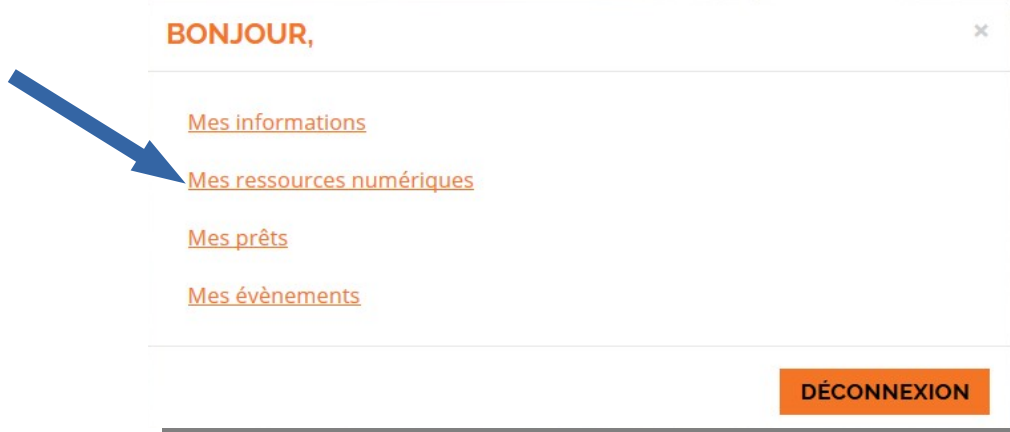 BONJOUR,
×
Mes informations
Mes ressources numériques
Mes prêts
Mes évènements
DÉCONNEXION